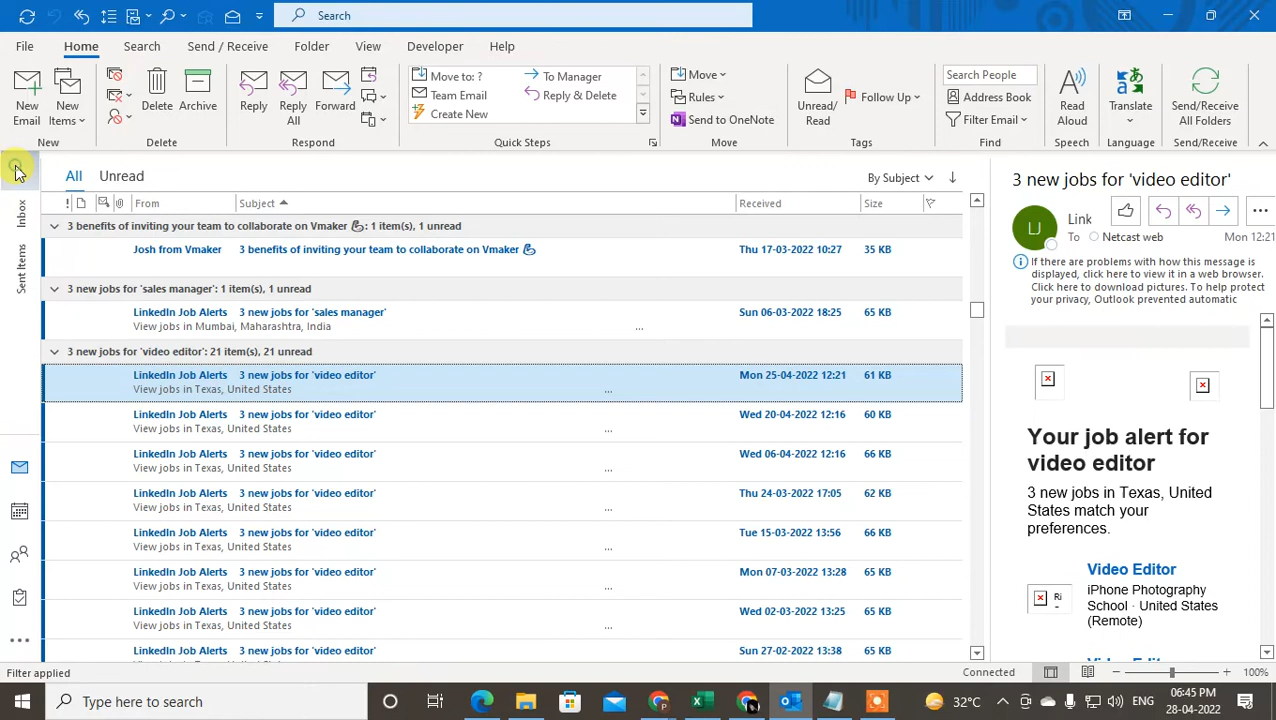 Search
File Home Search Send / Receive Folder View Developer Help
New Email
New Items
Delete
Archive
Reply
Reply All
Forward
Move to: ?
To Manager
Team Email
Reply & Delete
Create New
Move
Rules
Send to OneNote
Unread/ Read
Follow Up
Search People
Address Book
Filter Email
Read Aloud
Translate
Send/Receive All Folders
New Delete Respond Quick Steps Move Tags Find Speech Language Send/Receive
All Unread
By Subject
! From Subject Received Size
3 benefits of inviting your team to collaborate on Vmaker : 1 item(s), 1 unread
Josh from Vmaker 3 benefits of inviting your team to collaborate on Vmaker Thu 17-03-2022 10:27 35 KB
3 new jobs for 'sales manager': 1 item(s), 1 unread
LinkedIn Job Alerts 3 new jobs for 'sales manager' Sun 06-03-2022 18:25 65 KB
View jobs in Mumbai, Maharashtra, India ...
3 new jobs for 'video editor': 21 item(s), 21 unread
LinkedIn Job Alerts 3 new jobs for 'video editor' Mon 25-04-2022 12:21 61 KB
View jobs in Texas, United States ...
LinkedIn Job Alerts 3 new jobs for 'video editor' Wed 20-04-2022 12:16 60 KB
View jobs in Texas, United States ...
LinkedIn Job Alerts 3 new jobs for 'video editor' Wed 06-04-2022 12:16 66 KB
View jobs in Texas, United States ...
LinkedIn Job Alerts 3 new jobs for 'video editor' Thu 24-03-2022 17:05 62 KB
View jobs in Texas, United States ...
LinkedIn Job Alerts 3 new jobs for 'video editor' Tue 15-03-2022 13:56 66 KB
View jobs in Texas, United States ...
LinkedIn Job Alerts 3 new jobs for 'video editor' Mon 07-03-2022 13:28 65 KB
View jobs in Texas, United States ...
LinkedIn Job Alerts 3 new jobs for 'video editor' Wed 02-03-2022 13:25 65 KB
View jobs in Texas, United States ...
LinkedIn Job Alerts 3 new jobs for 'video editor' Sun 27-02-2022 13:38 65 KB
Inbox
Sent Items
3 new jobs for 'video editor'
LJ
Link
To Netcast web Mon 12:21
If there are problems with how this message is
displayed, click here to view it in a web browser.
Click here to download pictures. To help protect
your privacy, Outlook prevented automatic
Your job alert for
video editor
3 new jobs in Texas, United
States match your
preferences.
Video Editor
Ri
iPhone Photography
School · United States
(Remote)
Filter applied
Connected
100%
Type here to search
32°C
ENG
06:45 PM
28-04-2022